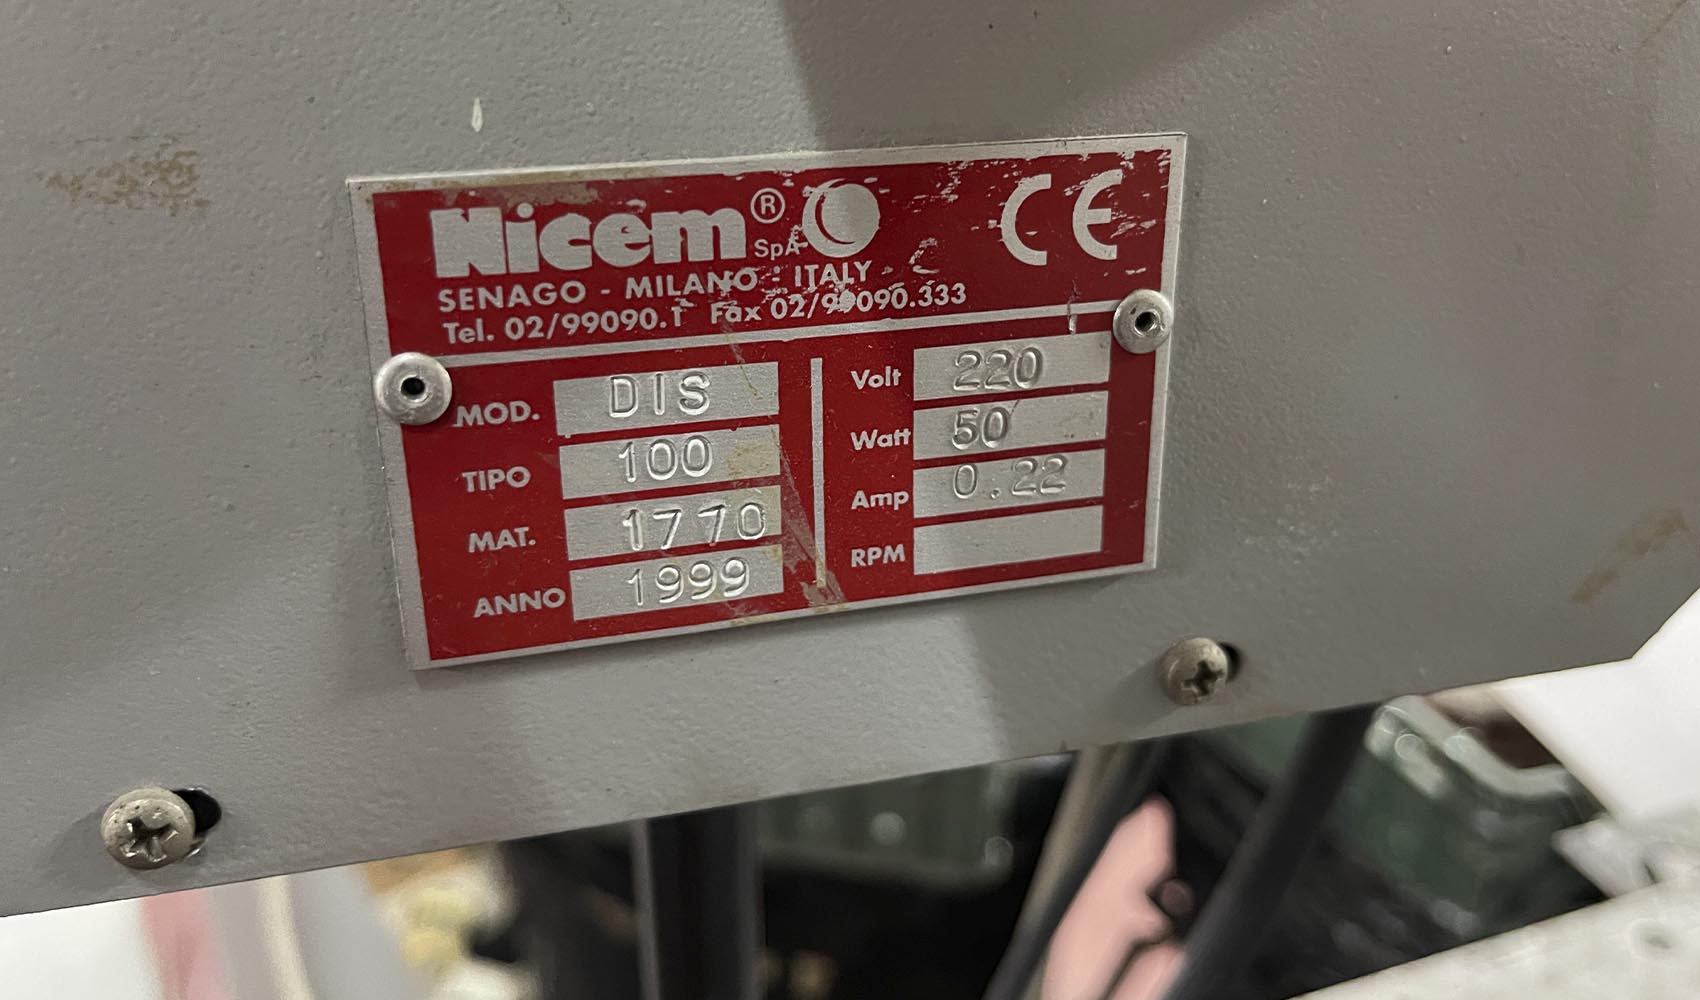 Nicem® SpA CE
SENAGO - MILANO - ITALY
Tel. 02/99090.1 Fax 02/99090.333
MOD. DIS
TIPO 100
MAT. 1770
ANNO 1999
Volt 220
Watt 50
Amp 0.22
RPM